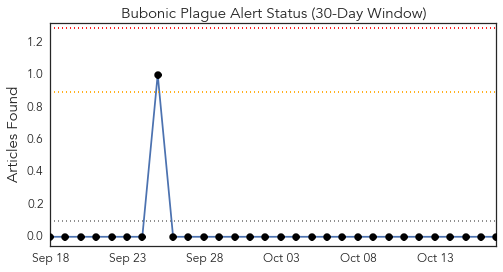 Bubonic Plague Alert Status (30-Day Window)
Articles Found
1.2
1.0
0.8
0.6
0.4
0.2
0.0
Sep 18 Sep 23 Sep 28 Oct 03 Oct 08 Oct 13